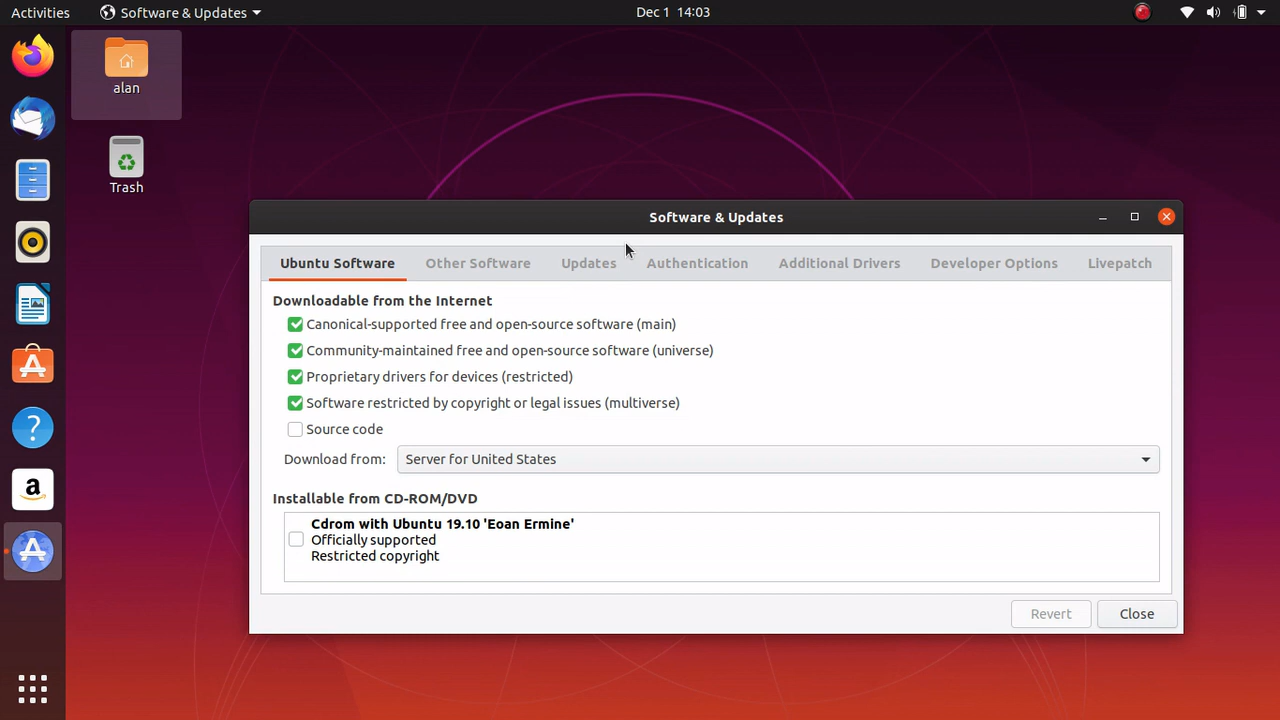 Activities
Software & Updates
Dec 1 14:03
alan
Trash
Software & Updates
Ubuntu Software
Other Software
Updates
Authentication
Additional Drivers
Developer Options
Livepatch
Downloadable from the Internet
Canonical-supported free and open-source software (main)
Community-maintained free and open-source software (universe)
Proprietary drivers for devices (restricted)
Software restricted by copyright or legal issues (multiverse)
Source code
Download from: Server for United States
Installable from CD-ROM/DVD
Cdrom with Ubuntu 19.10 'Eoan Ermine'
Officially supported
Restricted copyright
Revert
Close